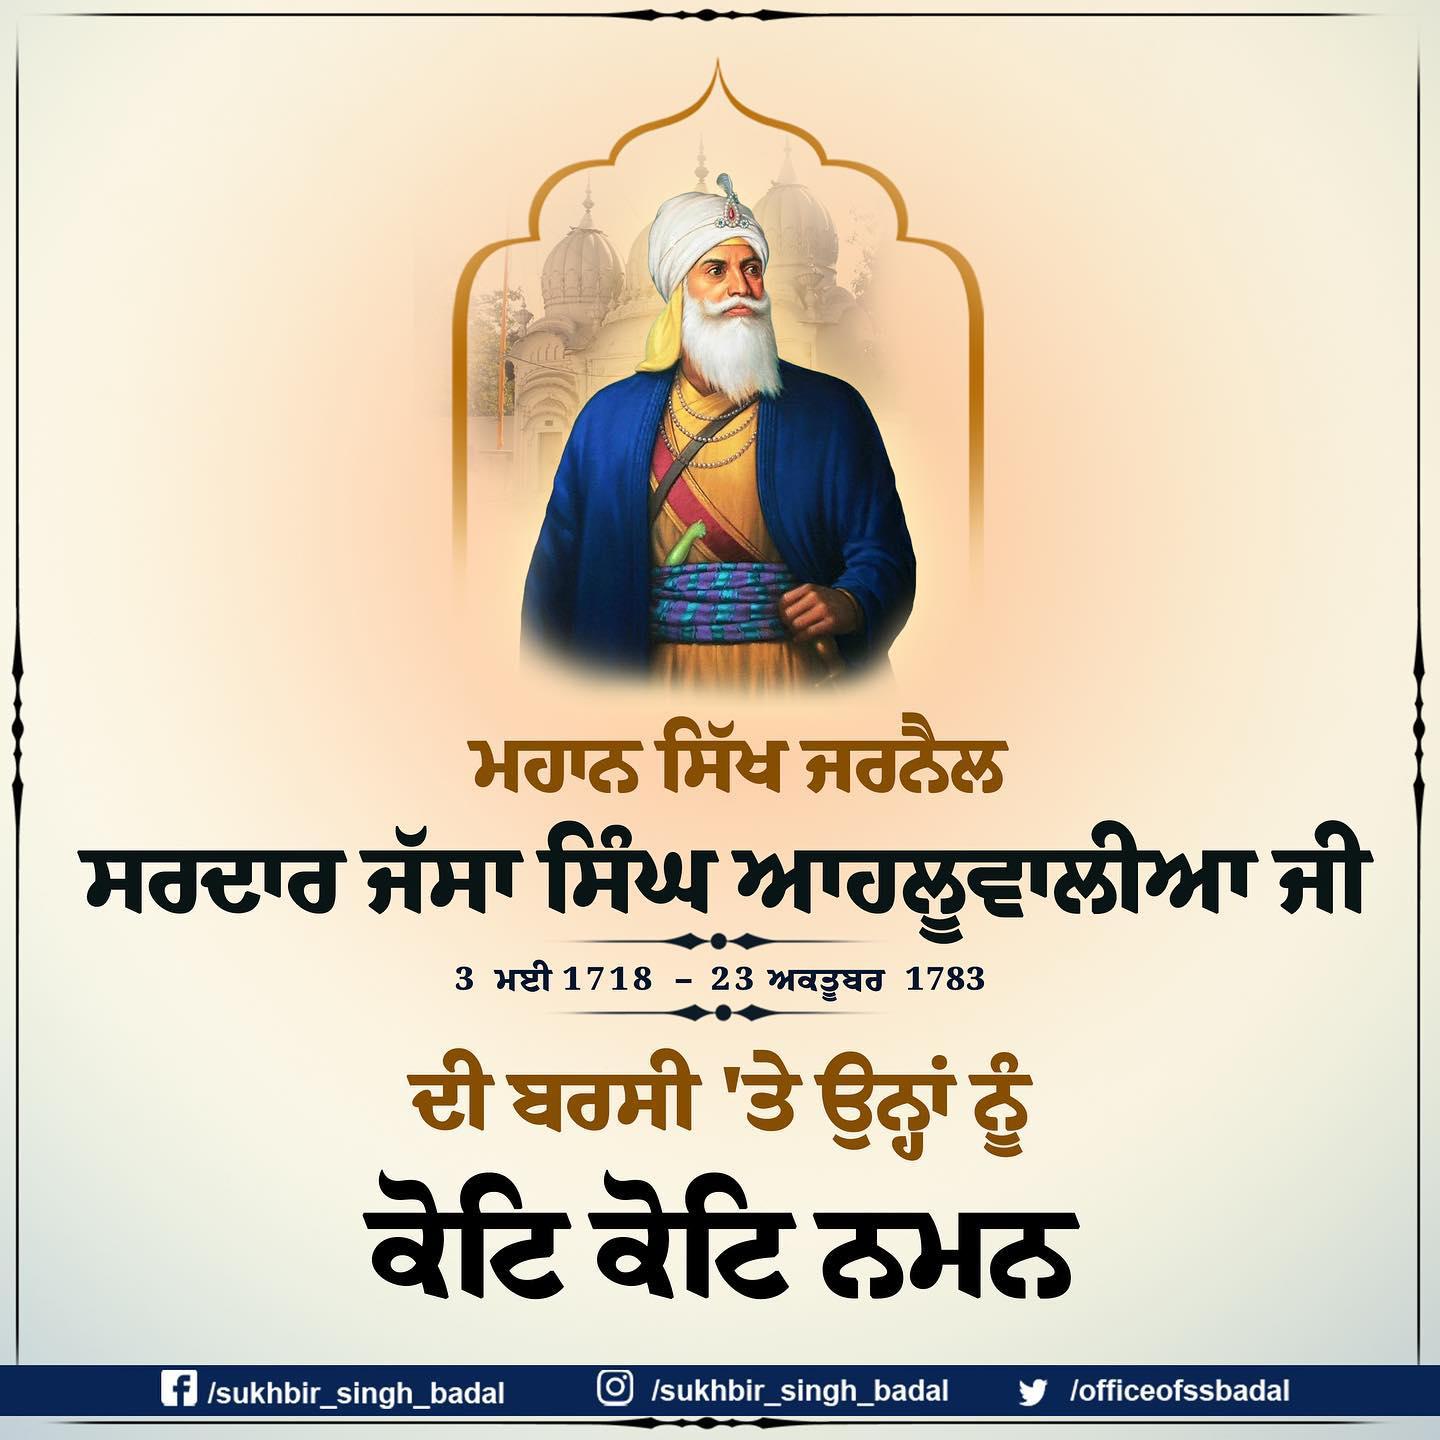 ਮਹਾਨ ਸਿੱਖ ਜਰਨੈਲ
ਸਰਦਾਰ ਜੱਸਾ ਸਿੰਘ ਆਹਲੂਵਾਲੀਆ ਜੀ
3 ਮਈ 1718 – 23 ਅਕਤੂਬਰ 1783
ਦੀ ਬਰਸੀ 'ਤੇ ਉਨ੍ਹਾਂ ਨੂੰ
ਕੋਟਿ ਕੋਟਿ ਨਮਨ
/sukhbir_singh_badal /sukhbir_singh_badal /officeofssbadal